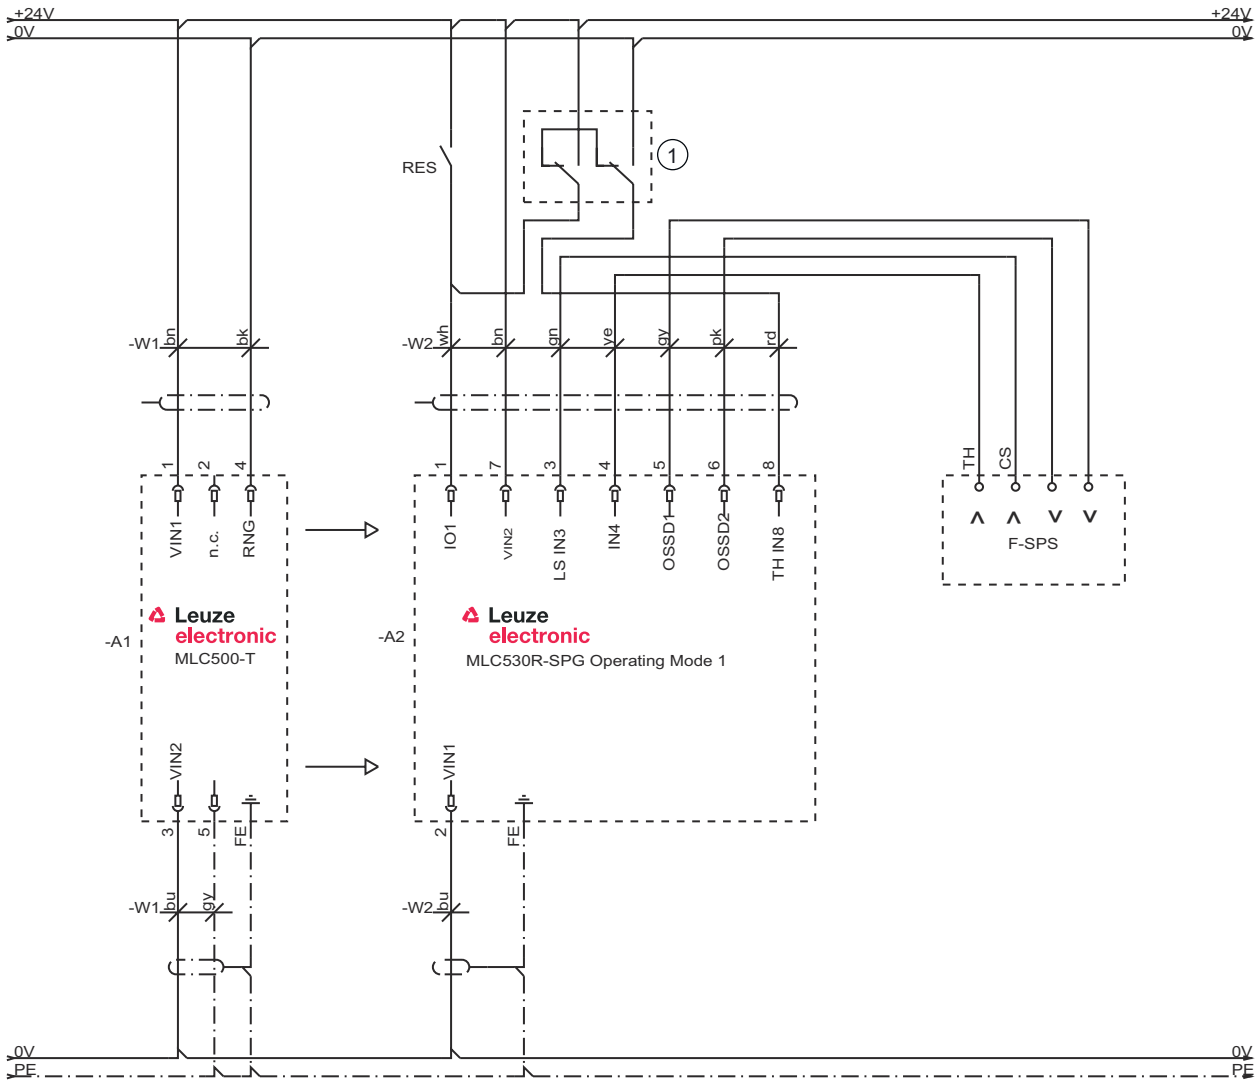 +24V +24V
0V 0V
1
RES
-W1 bn bk
-W2 wh bn gn ye gy pk rd
1 2 4
1 7 3 4 5 6 8
TH CS
VIN1 n.c. RNG
IO1 VIN2 LS IN3 IN4 OSSD1 OSSD2 TH IN8
F-SPS
Leuze
electronic
MLC500-T
-A1
Leuze
electronic
MLC530R-SPG Operating Mode 1
-A2
VIN2
VIN1
3 5 FE
2 FE
-W1 bu gy
-W2 bu
0V 0V
PE PE